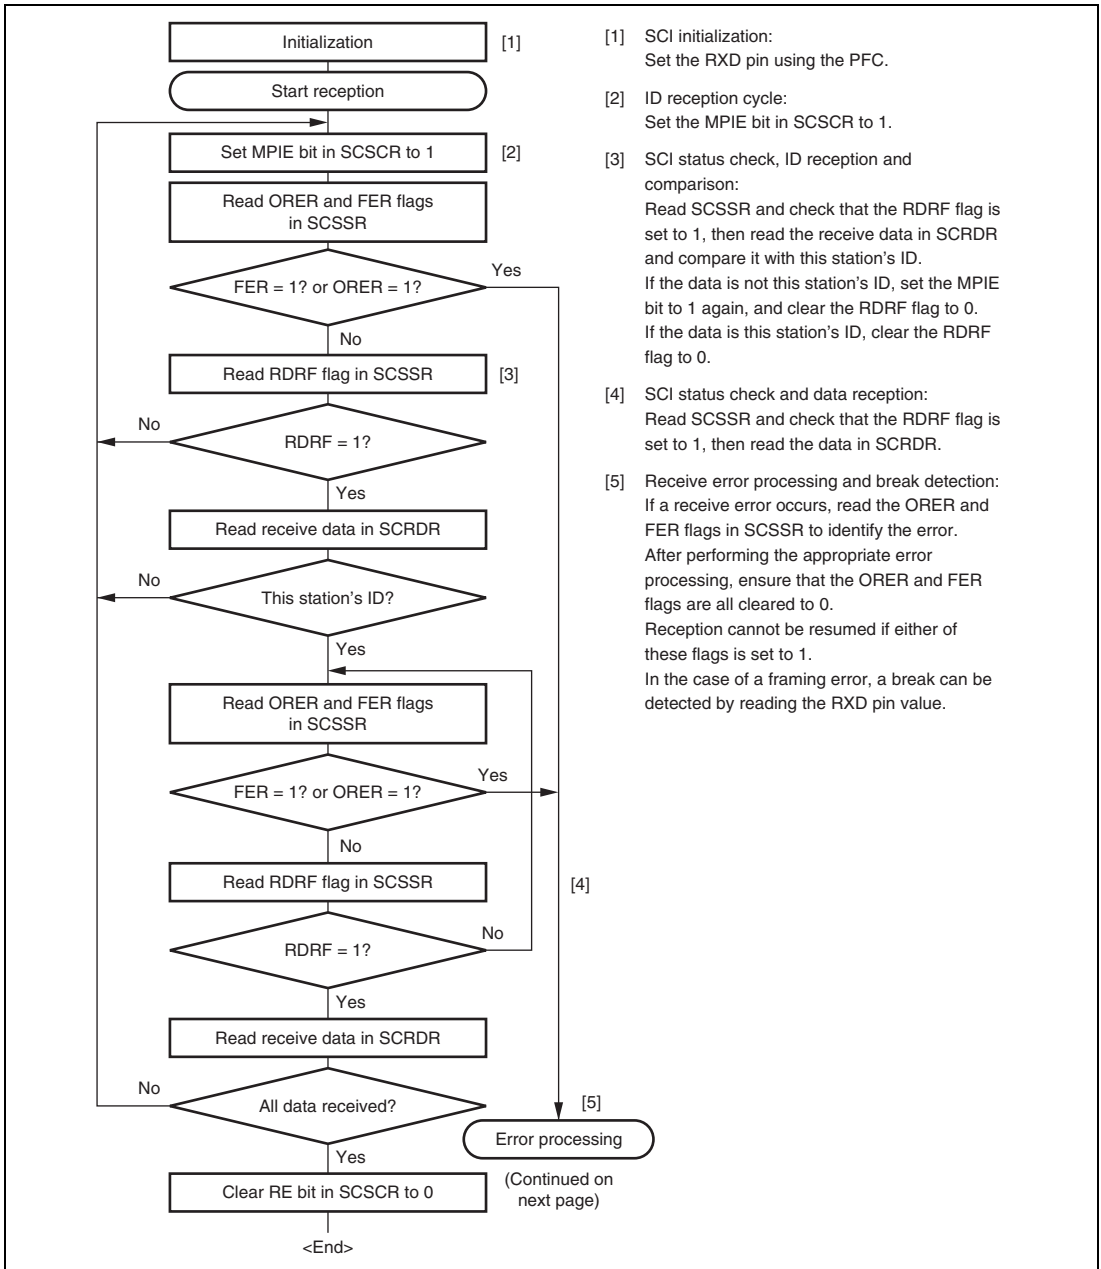 Initialization
[1]
Start reception
Set MPIE bit in SCSCR to 1
[2]
Read ORER and FER flags
in SCSSR
Yes
FER = 1? or ORER = 1?
No
Read RDRF flag in SCSSR
[3]
No
RDRF = 1?
Yes
Read receive data in SCRDR
No
This station's ID?
Yes
Read ORER and FER flags
in SCSSR
Yes
FER = 1? or ORER = 1?
No
Read RDRF flag in SCSSR
[4]
No
RDRF = 1?
Yes
Read receive data in SCRDR
No
All data received?
[5]
Error processing
Yes
(Continued on
next page)
Clear RE bit in SCSCR to 0
<End>
[1] SCI initialization:
Set the RXD pin using the PFC.
[2] ID reception cycle:
Set the MPIE bit in SCSCR to 1.
[3] SCI status check, ID reception and
comparison:
Read SCSSR and check that the RDRF flag is
set to 1, then read the receive data in SCRDR
and compare it with this station's ID.
If the data is not this station's ID, set the MPIE
bit to 1 again, and clear the RDRF flag to 0.
If the data is this station's ID, clear the RDRF
flag to 0.
[4] SCI status check and data reception:
Read SCSSR and check that the RDRF flag is
set to 1, then read the data in SCRDR.
[5] Receive error processing and break detection:
If a receive error occurs, read the ORER and
FER flags in SCSSR to identify the error.
After performing the appropriate error
processing, ensure that the ORER and FER
flags are all cleared to 0.
Reception cannot be resumed if either of
these flags is set to 1.
In the case of a framing error, a break can be
detected by reading the RXD pin value.